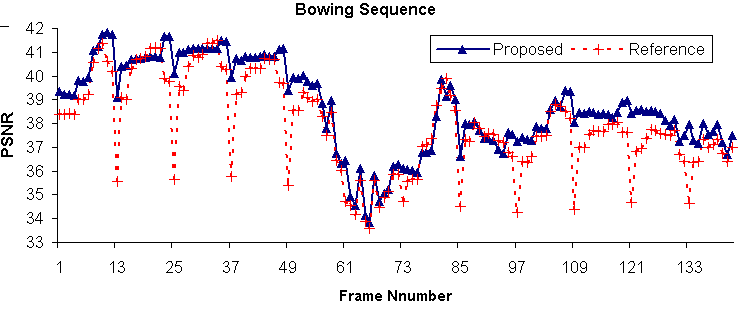 Bowing Sequence
Proposed Reference
PSNR
42
41
40
39
38
37
36
35
34
33
1 13 25 37 49 61 73 85 97 109 121 133
Frame Nnumber